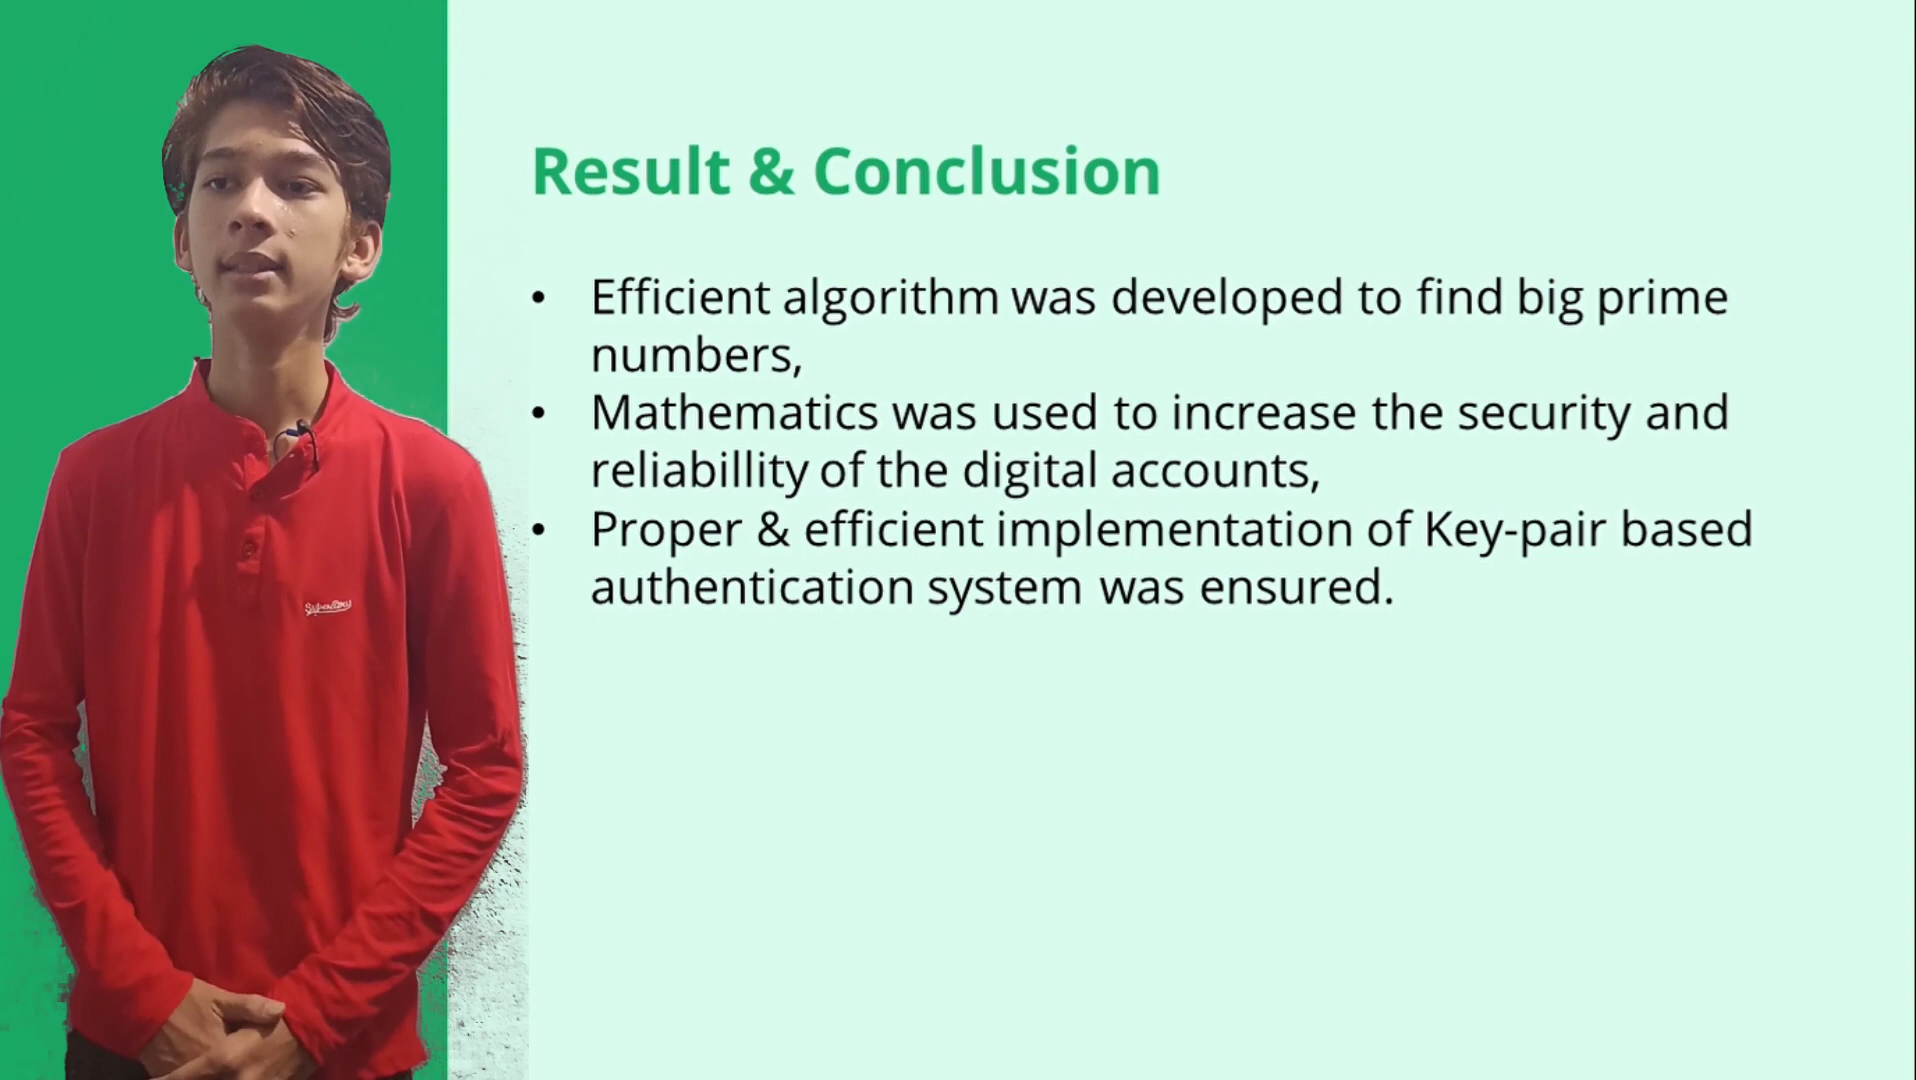 Result & Conclusion
• Efficient algorithm was developed to find big prime
numbers,
• Mathematics was used to increase the security and
reliabillity of the digital accounts,
• Proper & efficient implementation of Key-pair based
authentication system was ensured.